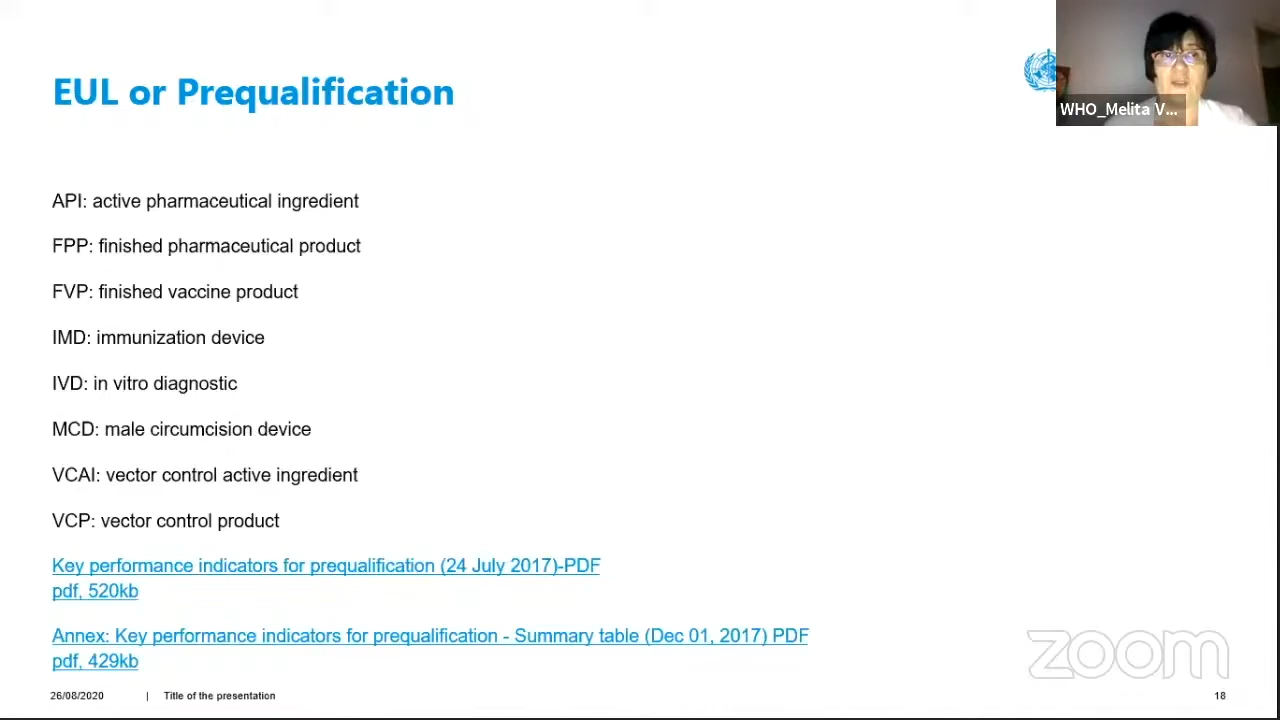 EUL or Prequalification
WHO_Melita V...
API: active pharmaceutical ingredient
FPP: finished pharmaceutical product
FVP: finished vaccine product
IMD: immunization device
IVD: in vitro diagnostic
MCD: male circumcision device
VCAI: vector control active ingredient
VCP: vector control product
Key performance indicators for prequalification (24 July 2017)-PDF
pdf, 520kb
Annex: Key performance indicators for prequalification - Summary table (Dec 01, 2017) PDF
pdf, 429kb
zoom
26/08/2020 | Title of the presentation 18